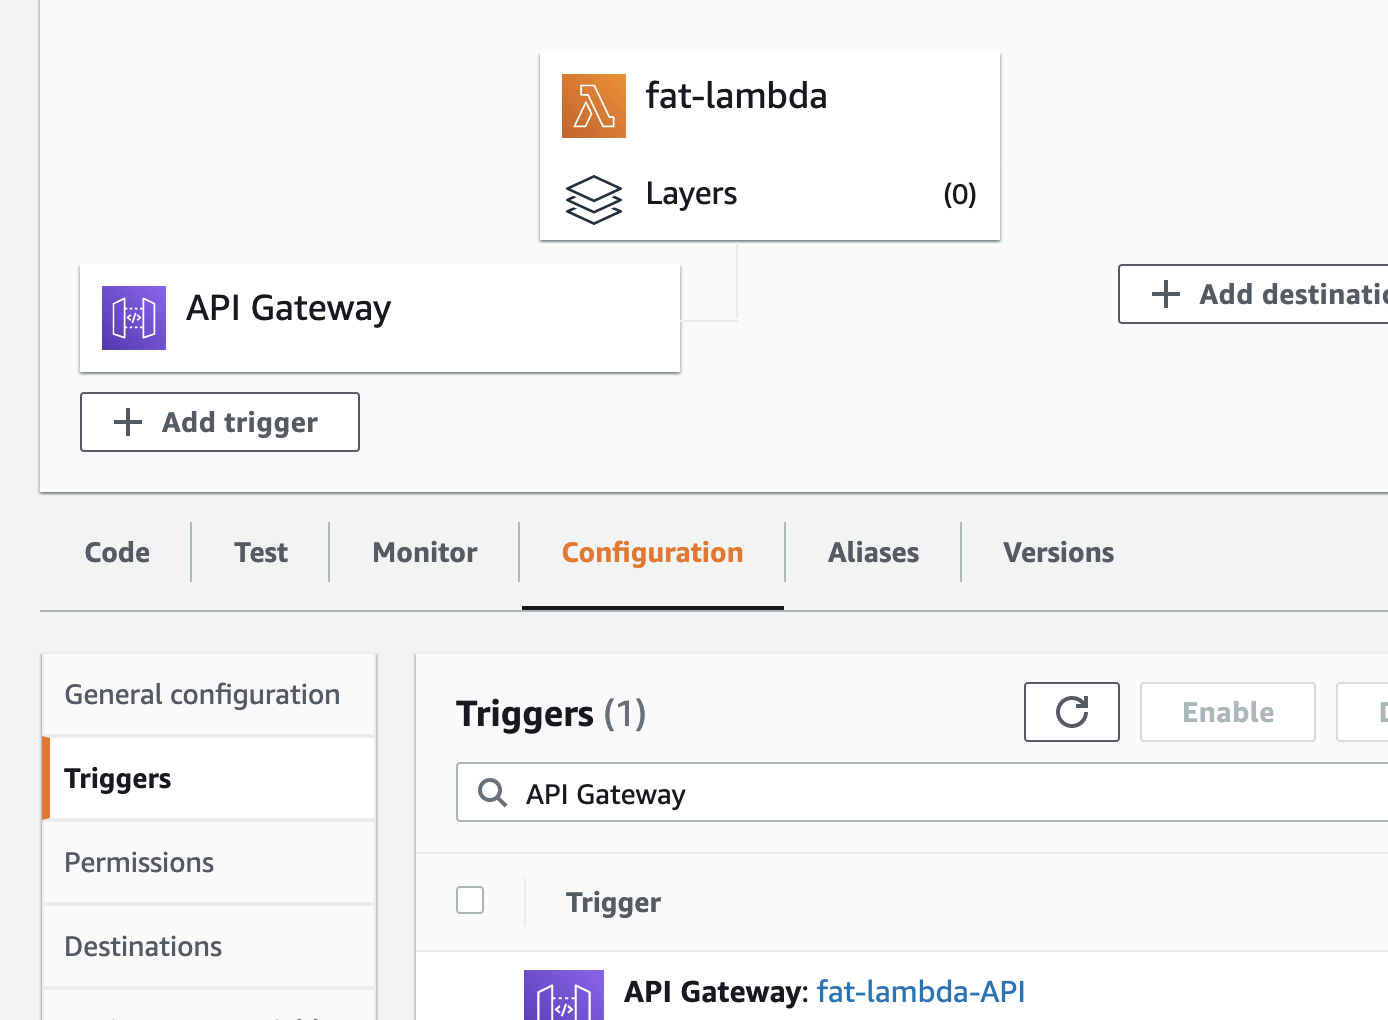 fat-lambda
Layers (0)
API Gateway
Add destinatio
Add trigger
Code Test Monitor Configuration Aliases Versions
General configuration
Triggers
Permissions
Destinations
Triggers (1)
Enable
API Gateway
Trigger
API Gateway: fat-lambda-API